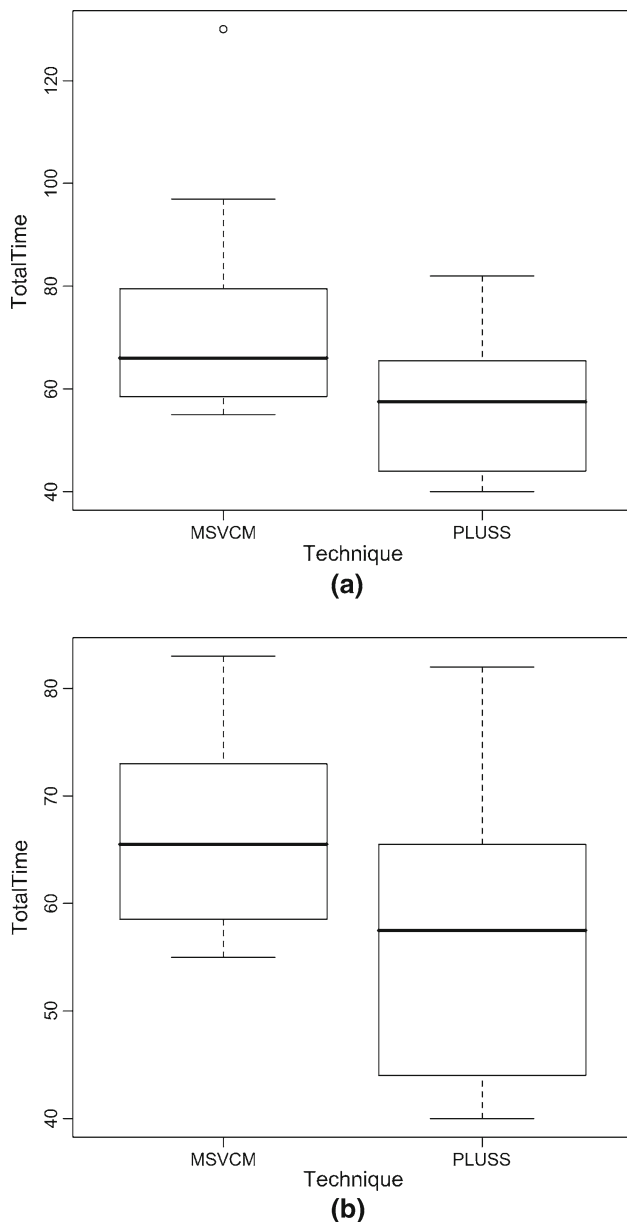 120
100
80
60
40
TotalTime
MSVCM PLUSS
Technique
(a)
80
70
60
50
40
TotalTime
MSVCM PLUSS
Technique
(b)